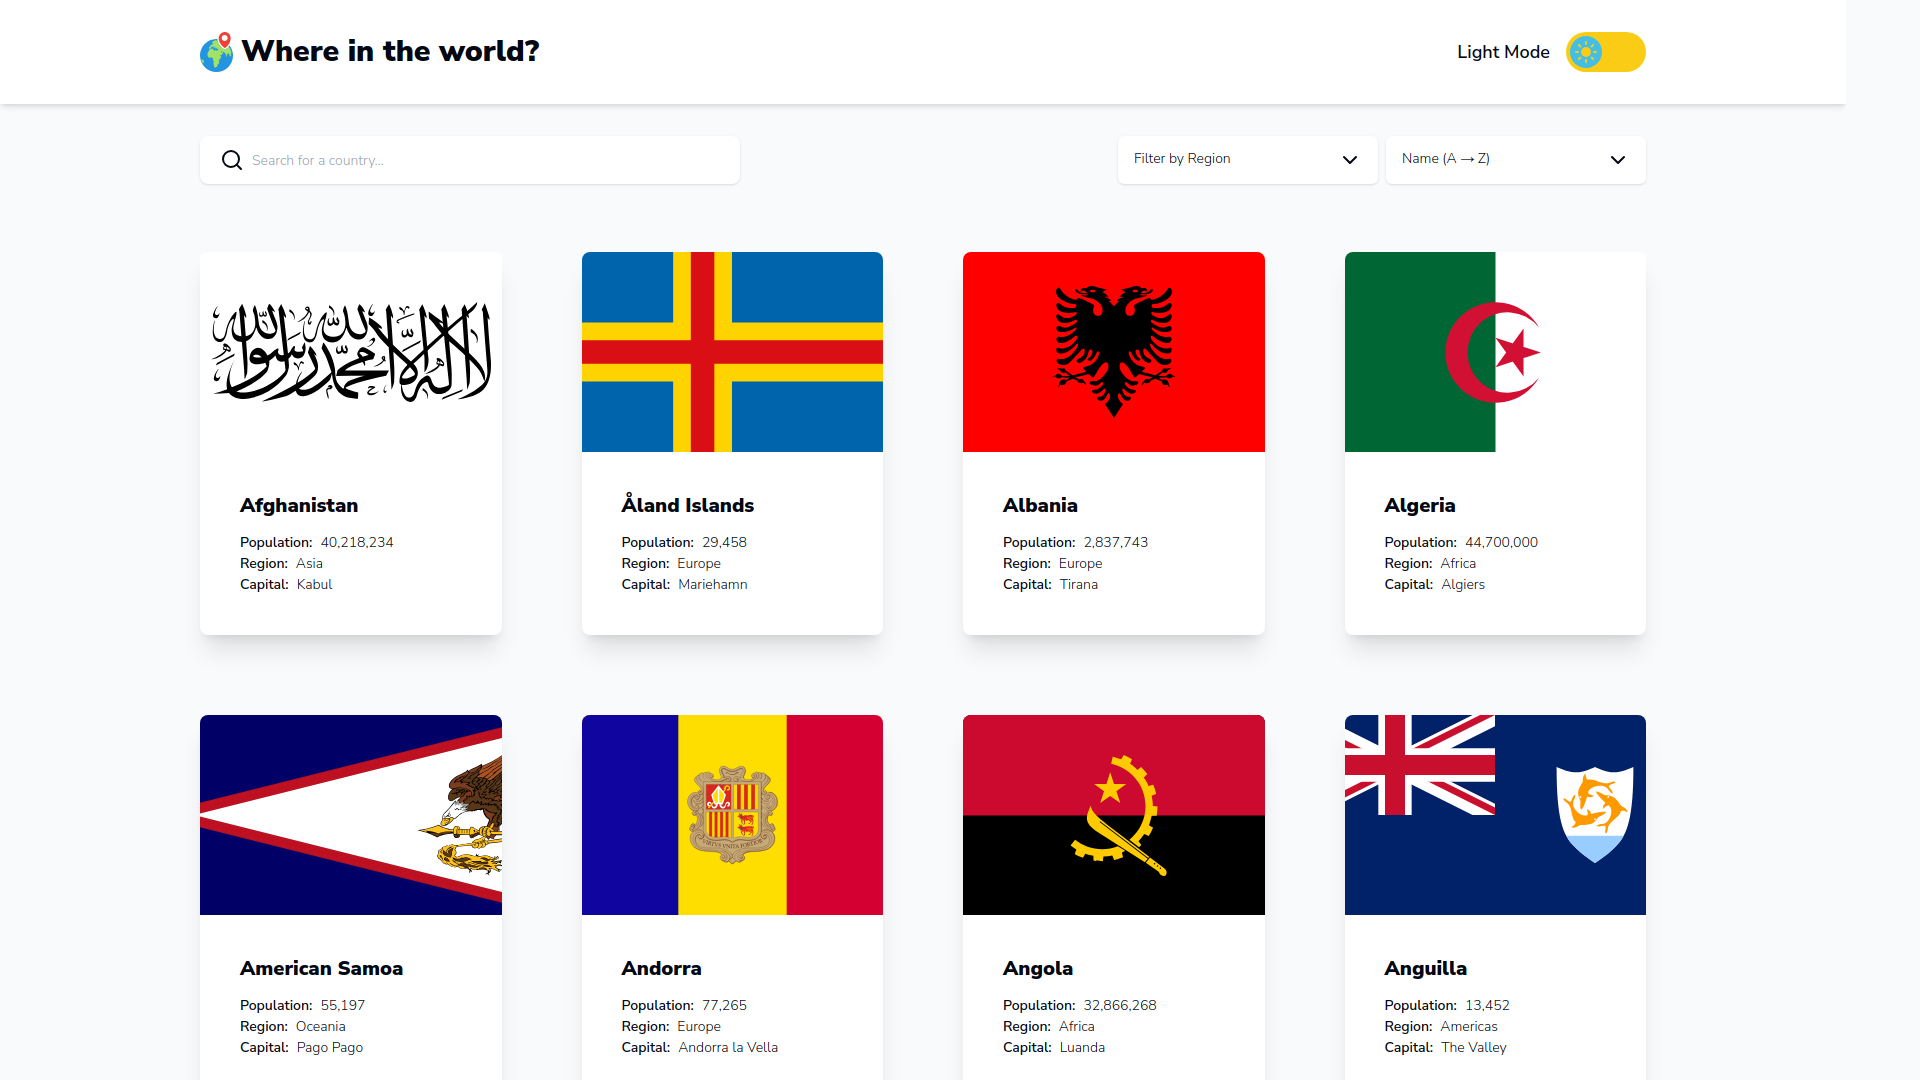 Where in the world?
Light Mode
Search for a country...
Filter by Region
Name (A → Z)
لا إله إلا الله محمد رسول الله
Afghanistan
Population: 40,218,234
Region: Asia
Capital: Kabul
Åland Islands
Population: 29,458
Region: Europe
Capital: Mariehamn
Albania
Population: 2,837,743
Region: Europe
Capital: Tirana
Algeria
Population: 44,700,000
Region: Africa
Capital: Algiers
American Samoa
Population: 55,197
Region: Oceania
Capital: Pago Pago
VIRTVS VNITA FORTIOR
Andorra
Population: 77,265
Region: Europe
Capital: Andorra la Vella
Angola
Population: 32,866,268
Region: Africa
Capital: Luanda
Anguilla
Population: 13,452
Region: Americas
Capital: The Valley